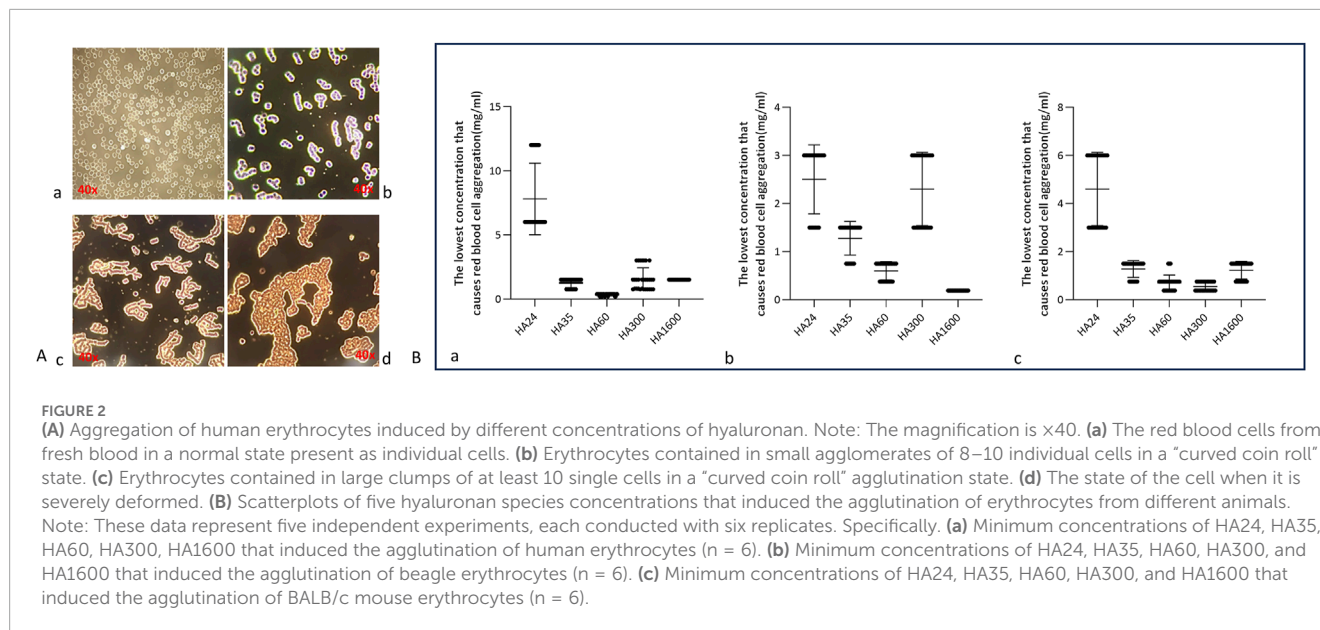 40x
a
40x
b
A
c
40x
40x
d
B
The lowest concentration that
causes red blood cell aggregation(mg/ml)
15
10
5
0
HA24
HA35
HA60
HA300
HA1600
a
The lowest concentration that
causes red blood cell aggregation(mg/ml)
4
3
2
1
0
HA24
HA35
HA60
HA300
HA1600
b
The lowest concentration that
causes red blood cell aggregation(mg/ml)
8
6
4
2
0
HA24
HA35
HA60
HA300
HA1600
c
FIGURE 2
(A) Aggregation of human erythrocytes induced by different concentrations of hyaluronan. Note: The magnification is ×40. (a) The red blood cells from
fresh blood in a normal state present as individual cells. (b) Erythrocytes contained in small agglomerates of 8–10 individual cells in a “curved coin roll”
state. (c) Erythrocytes contained in large clumps of at least 10 single cells in a “curved coin roll” agglutination state. (d) The state of the cell when it is
severely deformed. (B) Scatterplots of five hyaluronan species concentrations that induced the agglutination of erythrocytes from different animals.
Note: These data represent five independent experiments, each conducted with six replicates. Specifically. (a) Minimum concentrations of HA24, HA35,
HA60, HA300, HA1600 that induced the agglutination of human erythrocytes (n = 6). (b) Minimum concentrations of HA24, HA35, HA60, HA300, and
HA1600 that induced the agglutination of beagle erythrocytes (n = 6). (c) Minimum concentrations of HA24, HA35, HA60, HA300, and HA1600 that
induced the agglutination of BALB/c mouse erythrocytes (n = 6).